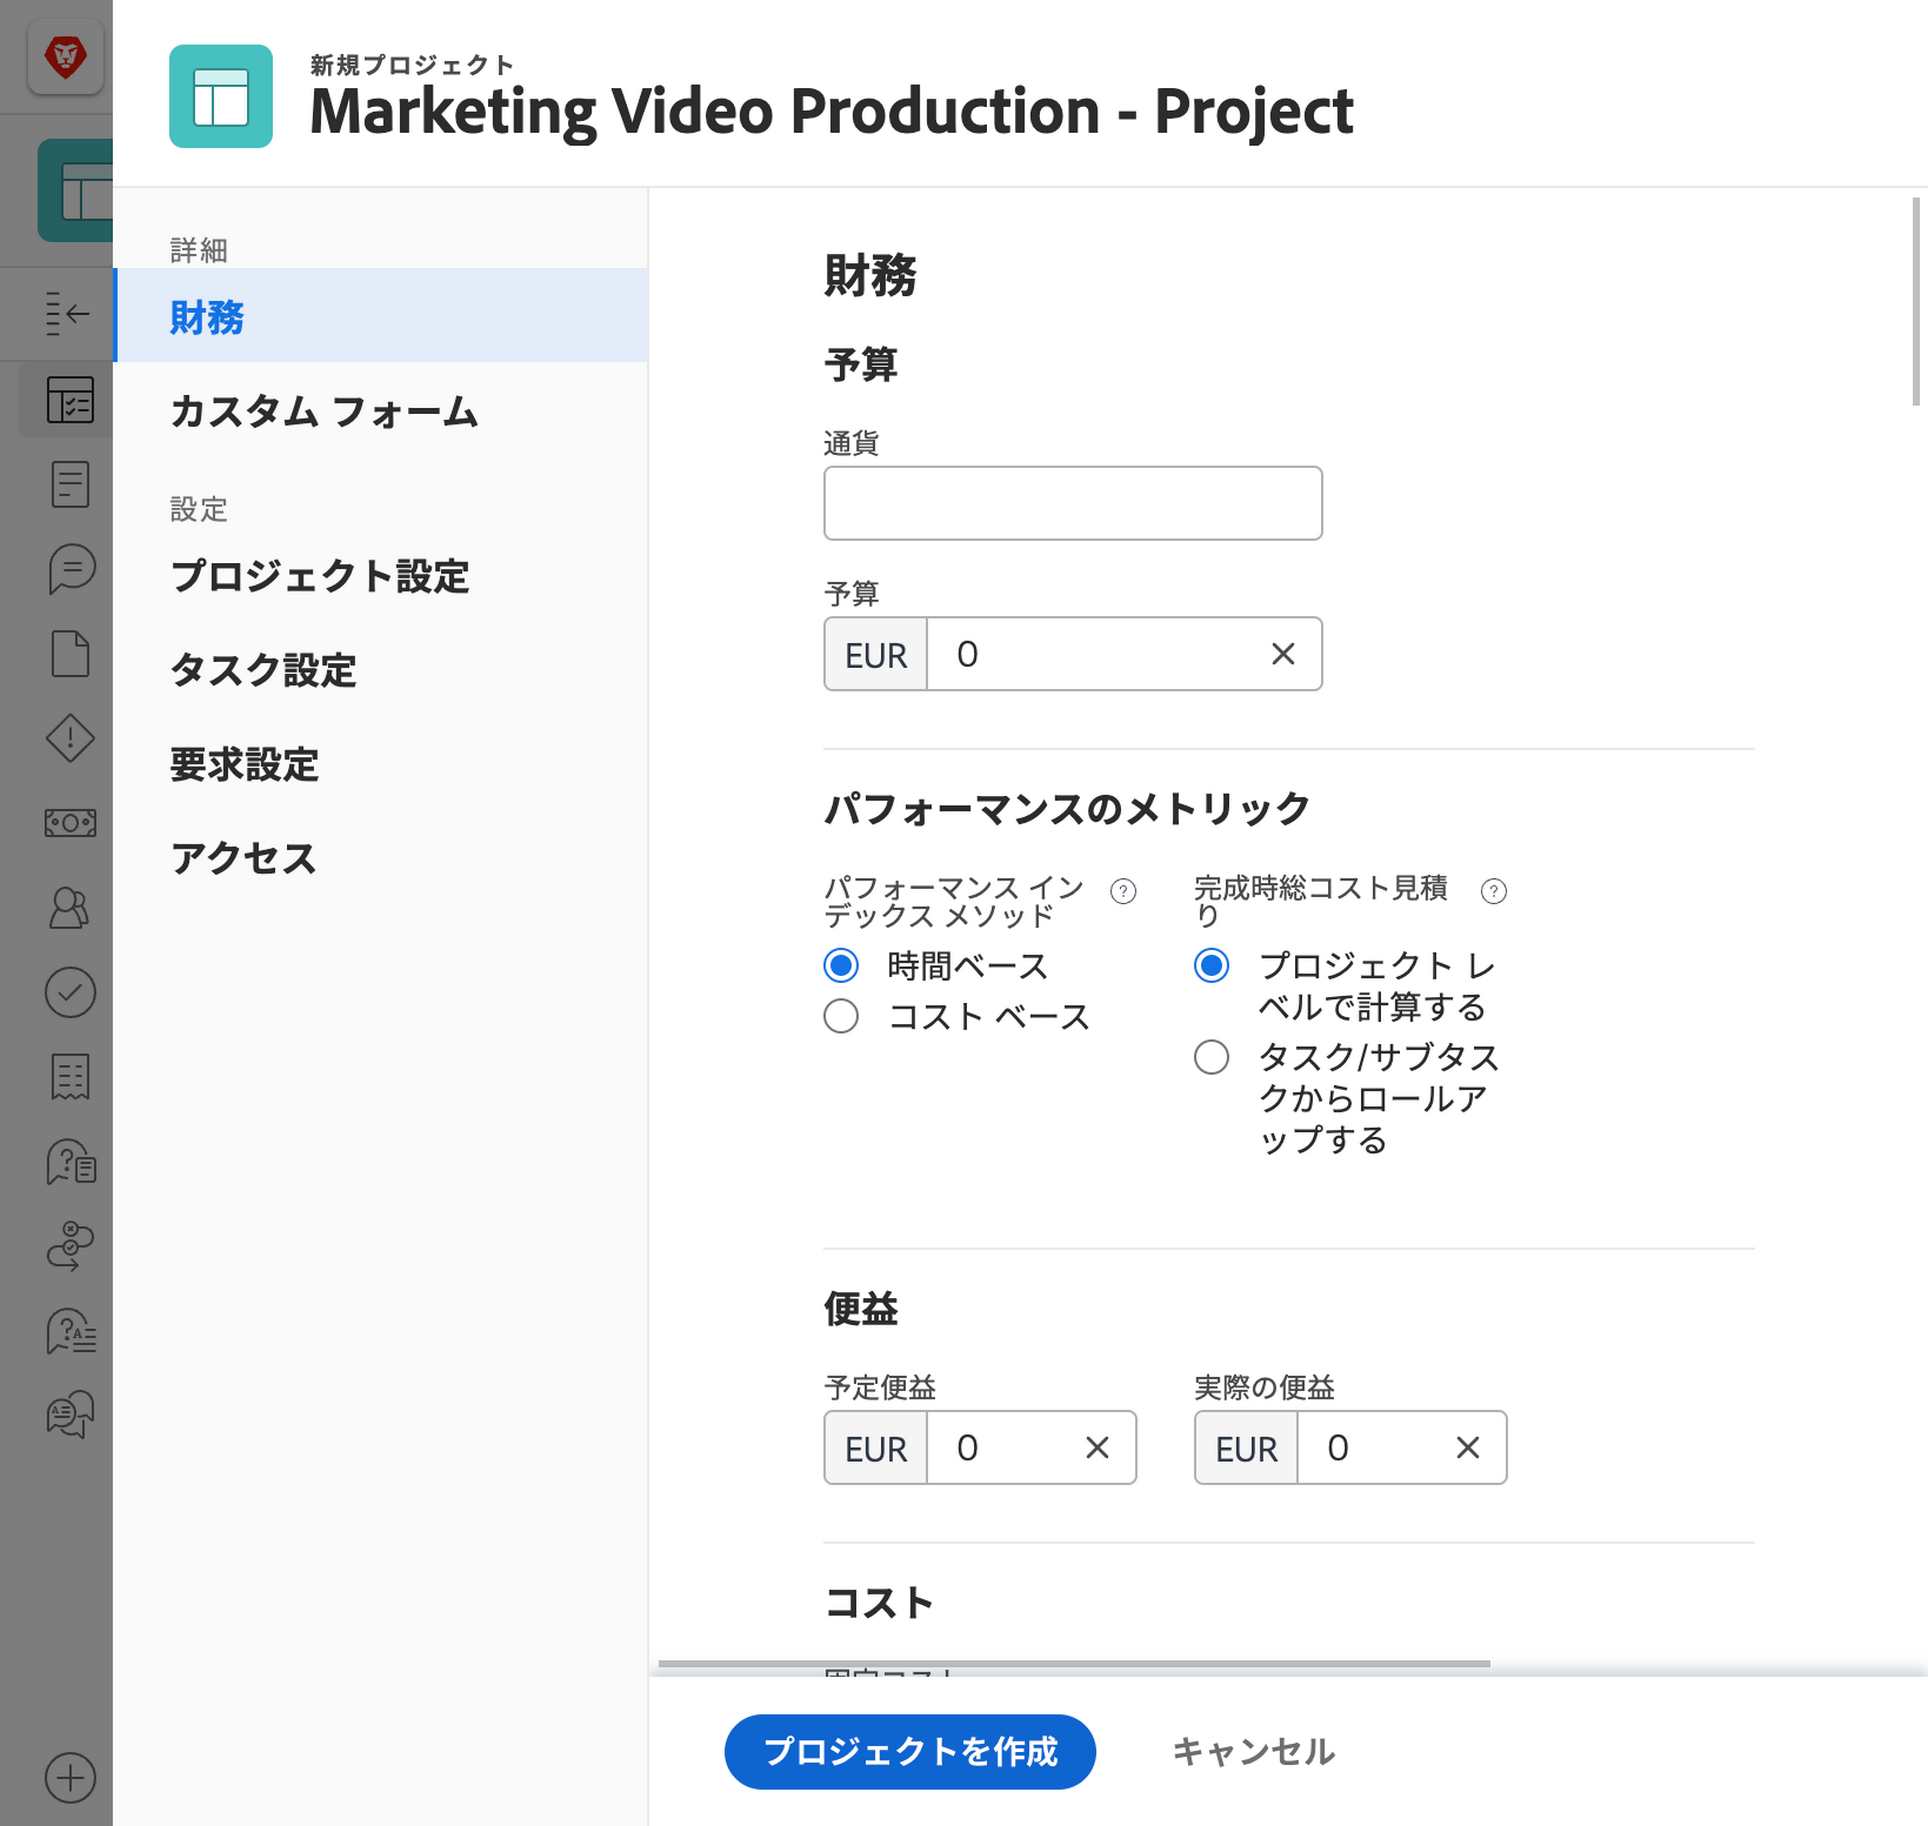 新規プロジェクト
Marketing Video Production - Project
詳細
財務
カスタム フォーム
設定
プロジェクト設定
タスク設定
要求設定
アクセス
財務
予算
通貨
予算
EUR 0
パフォーマンスのメトリック
パフォーマンス イン
デックス メソッド
時間ベース
コスト ベース
完成時総コスト見積
り
プロジェクト レ
ベルで計算する
タスク/サブタス
クからロールア
ップする
便益
予定便益
EUR 0
実際の便益
EUR 0
コスト
プロジェクトを作成
キャンセル